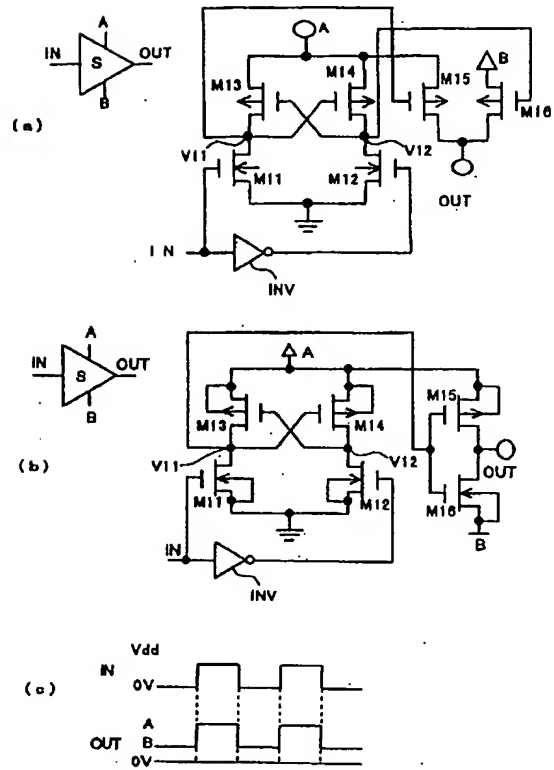 (a)
A
IN
S
OUT
B
A
M13
M14
M15
B
M16
V11
V12
M11
M12
OUT
IN
INV
(b)
A
IN
S
OUT
B
A
M13
M14
M15
V11
V12
OUT
M11
M12
M16
B
IN
INV
(c)
Vdd
IN
0V
A
OUT
B
0V